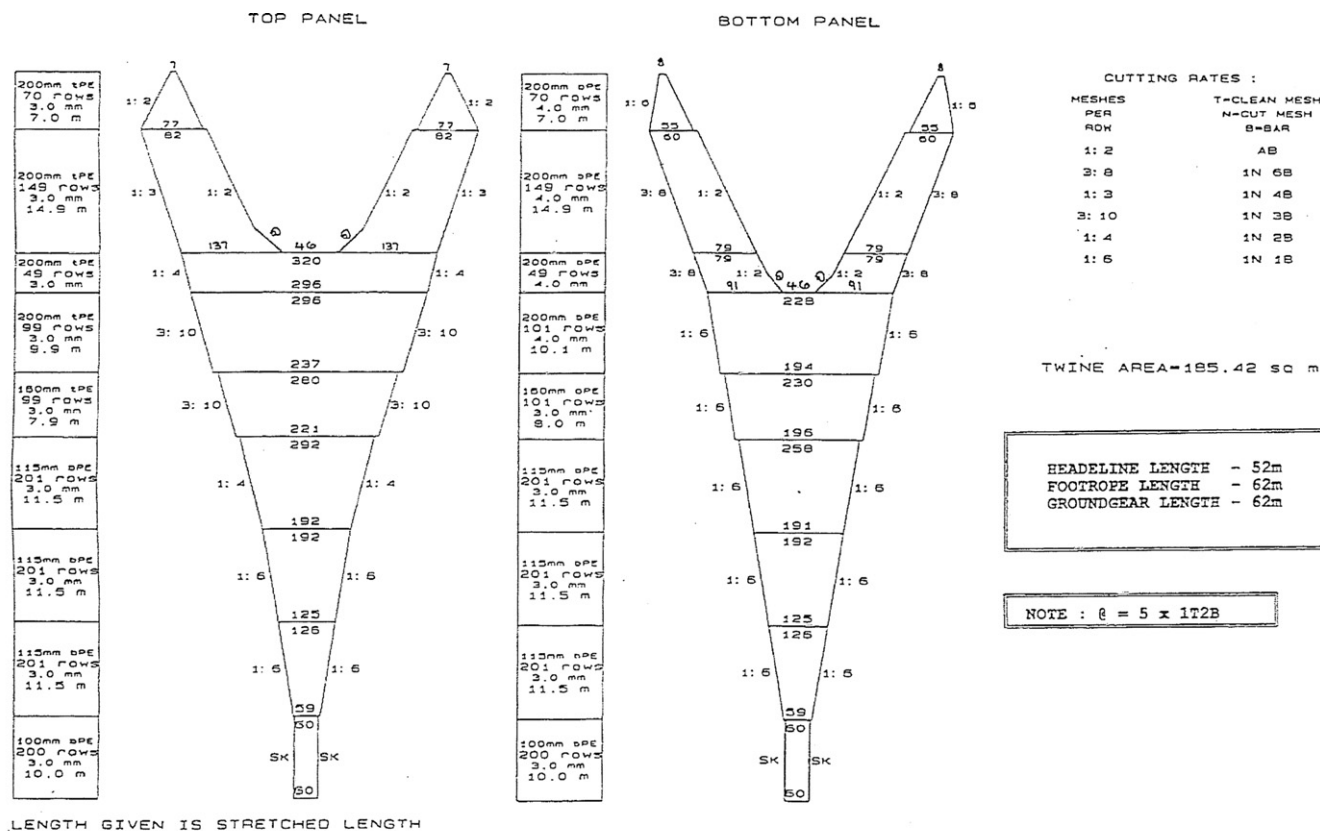 TOP PANEL
BOTTOM PANEL
7
7
8
8
200mm tPE
70 rows
3.0 mm
7.0 m
1: 2
1: 2
77
82
77
82
200mm tPE
149 rows
3.0 mm
14.9 m
1: 3
1: 2
1: 2
1: 3
@
@
137
46
137
320
200mm tPE
49 rows
3.0 m
1: 4
1: 4
296
296
200mm tPE
99 rows
3.0 mm
9.9 m
3: 10
3: 10
237
280
160mm tPE
99 rows
3.0 mm
7.9 m
3: 10
3: 10
221
292
115mm DPE
201 rows
3.0 mm
11.5 m
1: 4
1: 4
192
192
115mm DPE
201 rows
3.0 mm
11.5 m
1: 6
1: 6
125
126
115mm DPE
201 rows
3.0 mm
11.5 m
1: 6
1: 6
59
60
100mm DPE
200 rows
3.0 mm
10.0 m
SK
SK
60
200mm DPE
70 rows
4.0 mm
7.0 m
1: 6
1: 6
55
60
55
60
200mm DPE
149 rows
4.0 mm
14.9 m
3: 8
1: 2
1: 2
3: 8
79
79
79
79
200mm DPE
49 rows
4.0 m
3: 8
1: 2
@
@
1: 2
3: 8
91
46
91
228
200mm DPE
101 rows
4.0 mm
10.1 m
1: 6
1: 6
194
230
160mm DPE
101 rows
3.0 mm
8.0 m
1: 6
1: 6
196
258
115mm DPE
201 rows
3.0 mm
11.5 m
1: 6
1: 6
191
192
115mm DPE
201 rows
3.0 mm
11.5 m
1: 6
1: 6
125
126
115mm DPE
201 rows
3.0 mm
11.5 m
1: 6
1: 6
59
60
100mm DPE
200 rows
3.0 mm
10.0 m
SK
SK
60
CUTTING RATES :
MESHES PER ROW
T=CLEAN MESH
N=CUT MESH
B=BAR
1: 2 AB
3: 8 1N 6B
1: 3 1N 4B
3: 10 1N 3B
1: 4 1N 2B
1: 6 1N 1B
TWINE AREA=185.42 sq m
HEADELINE LENGTH - 52m
FOOTROPE LENGTH - 62m
GROUNDGEAR LENGTH - 62m
NOTE : @ = 5 x 1T2B
LENGTH GIVEN IS STRETCHED LENGTH